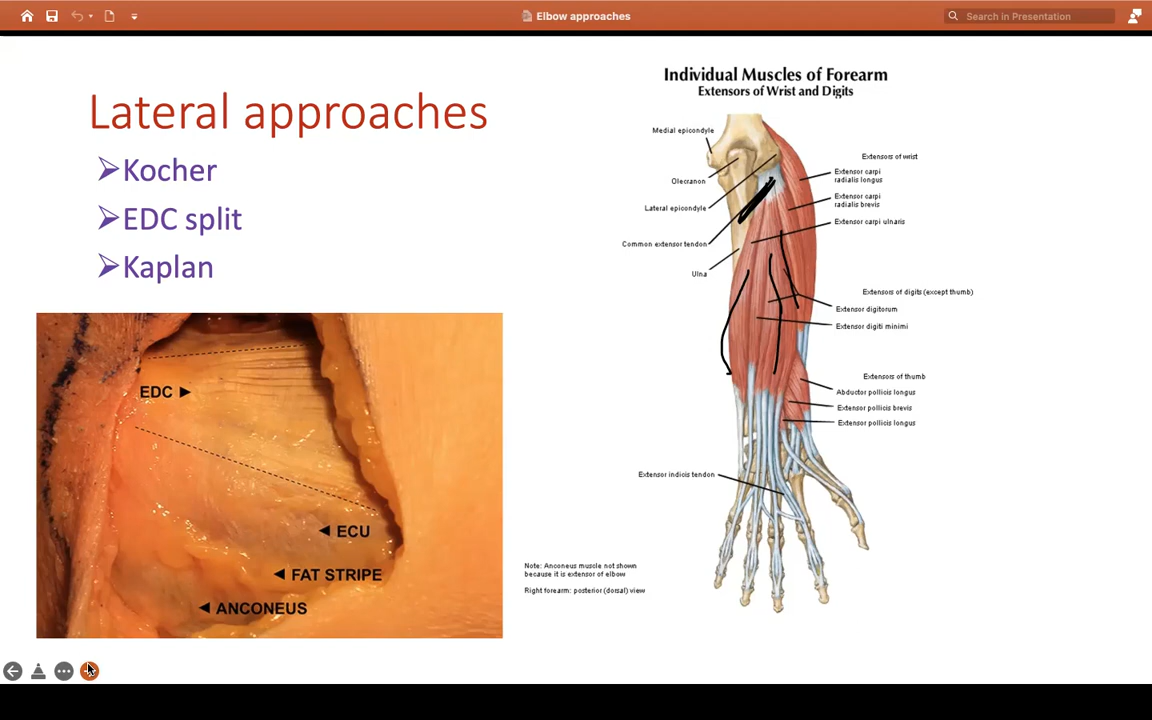 Elbow approaches
Search in Presentation
Lateral approaches
Kocher
EDC split
Kaplan
EDC
ECU
FAT STRIPE
ANCONEUS
Individual Muscles of Forearm
Extensors of Wrist and Digits
Medial epicondyle
Olecranon
Lateral epicondyle
Common extensor tendon
Ulna
Extensors of wrist
Extensor carpi
radialis longus
Extensor carpi
radialis brevis
Extensor carpi ulnaris
Extensors of digits (except thumb)
Extensor digitorum
Extensor digiti minimi
Extensors of thumb
Abductor pollicis longus
Extensor pollicis brevis
Extensor pollicis longus
Extensor indicis tendon
Note: Anconeus muscle not shown
because it is extensor of elbow
Right forearm: posterior (dorsal) view